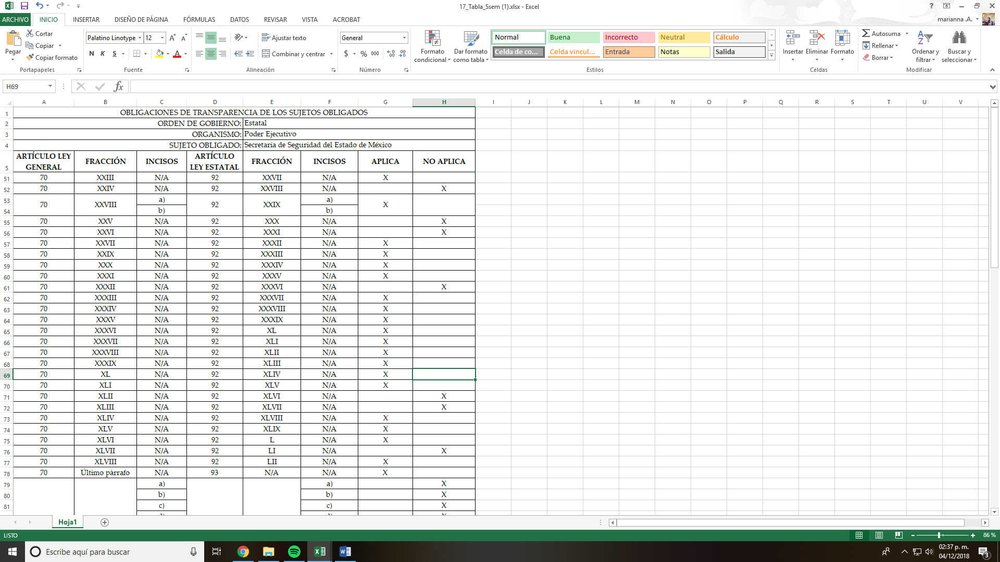 17_Tabla_Ssem (1).xlsx - Excel
ARCHIVO INICIO INSERTAR DISEÑO DE PÁGINA FÓRMULAS DATOS REVISAR VISTA ACROBAT marianna .A.
Pegar Cortar Copiar Copiar formato Portapapeles
Palatino Linotype 12 N K S Fuente
Ajustar texto Combinar y centrar Alineación
General $ % 000 Número
Formato condicional Dar formato como tabla
Normal Buena Incorrecto Neutral Cálculo
Celda de co... Celda vincul... Entrada Notas Salida
Estilos
Insertar Eliminar Formato Celdas
Autosuma Rellenar Borrar Ordenar y filtrar Buscar y seleccionar Modificar
H69 fx
A B C D E F G H I J K L M N O P Q R S T U V
1 OBLIGACIONES DE TRANSPARENCIA DE LOS SUJETOS OBLIGADOS
2 ORDEN DE GOBIERNO: Estatal
3 ORGANISMO: Poder Ejecutivo
4 SUJETO OBLIGADO: Secretaría de Seguridad del Estado de México
5 ARTÍCULO LEY GENERAL FRACCIÓN INCISOS ARTÍCULO LEY ESTATAL FRACCIÓN INCISOS APLICA NO APLICA
51 70 XXIII N/A 92 XXVII N/A X
52 70 XXIV N/A 92 XXVIII N/A X
53 a) a)
70 XXVIII 92 XXIX X
54 b) b)
55 70 XXV N/A 92 XXX N/A X
56 70 XXVI N/A 92 XXXI N/A X
57 70 XXVII N/A 92 XXXII N/A X
58 70 XXIX N/A 92 XXXIII N/A X
59 70 XXX N/A 92 XXXIV N/A X
60 70 XXXI N/A 92 XXXV N/A X
61 70 XXXII N/A 92 XXXVI N/A X
62 70 XXXIII N/A 92 XXXVII N/A X
63 70 XXXIV N/A 92 XXXVIII N/A X
64 70 XXXV N/A 92 XXXIX N/A X
65 70 XXXVI N/A 92 XL N/A X
66 70 XXXVII N/A 92 XLI N/A X
67 70 XXXVIII N/A 92 XLII N/A X
68 70 XXXIX N/A 92 XLIII N/A X
69 70 XL N/A 92 XLIV N/A X
70 70 XLI N/A 92 XLV N/A X
71 70 XLII N/A 92 XLVI N/A X
72 70 XLIII N/A 92 XLVII N/A X
73 70 XLIV N/A 92 XLVIII N/A X
74 70 XLV N/A 92 XLIX N/A X
75 70 XLVI N/A 92 L N/A X
76 70 XLVII N/A 92 LI N/A X
77 70 XLVIII N/A 92 LII N/A X
78 70 Último párrafo N/A 93 N/A N/A X
79 a) a) X
80 b) b) X
81 c) c) X
Hoja1
LISTO 86 %
Escribe aquí para buscar
02:37 p. m.
04/12/2018
3